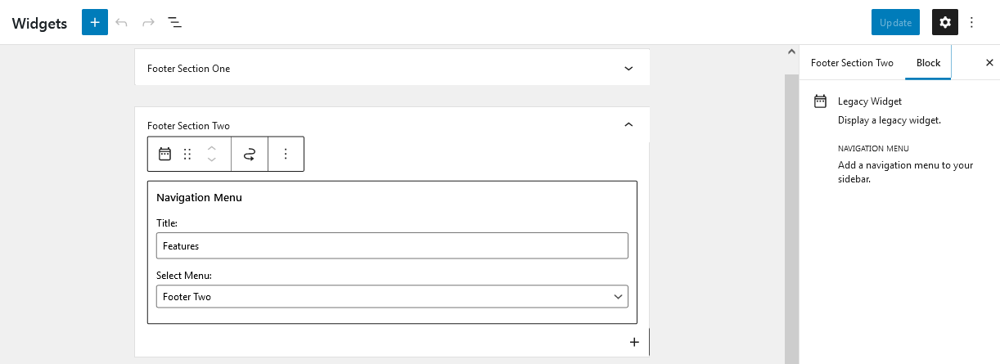 Widgets
Update
Footer Section One
Footer Section Two
Navigation Menu
Title:
Features
Select Menu:
Footer Two
Footer Section Two
Block
Legacy Widget
Display a legacy widget.
NAVIGATION MENU
Add a navigation menu to your
sidebar.